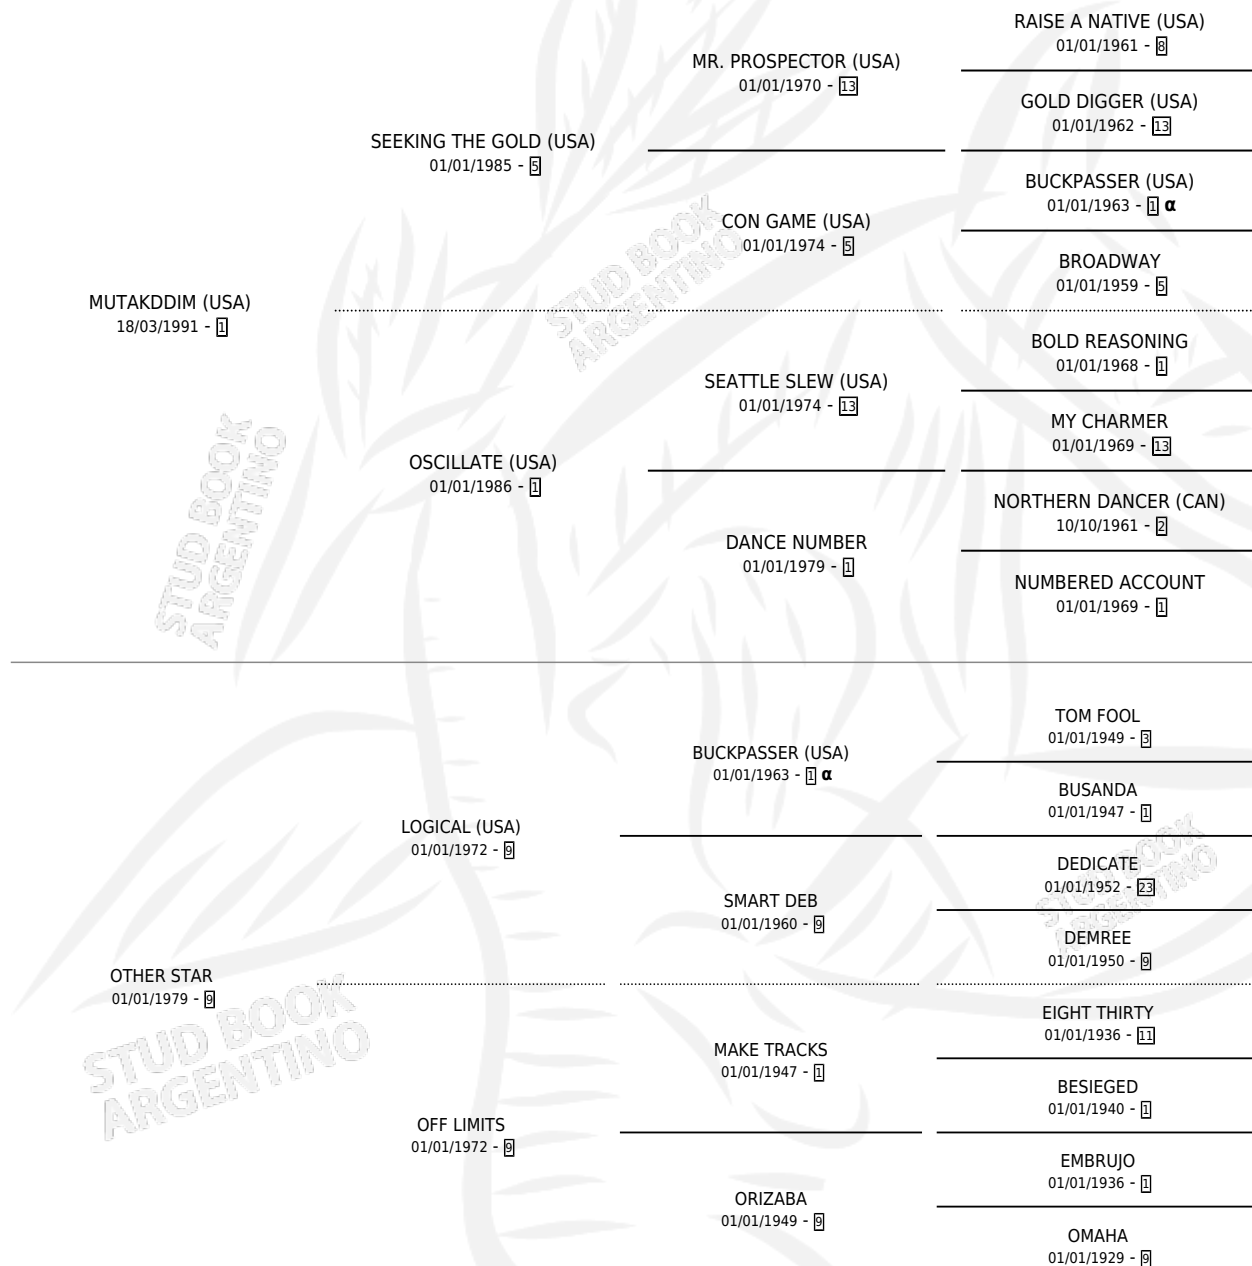 RAISE A NATIVE (USA)
01/01/1961 - 8
MR. PROSPECTOR (USA)
01/01/1970 - 13
GOLD DIGGER (USA)
01/01/1962 - 13
SEEKING THE GOLD (USA)
01/01/1985 - 5
BUCKPASSER (USA)
01/01/1963 - 1 α
CON GAME (USA)
01/01/1974 - 5
BROADWAY
01/01/1959 - 5
MUTAKDDIM (USA)
18/03/1991 - 1
BOLD REASONING
01/01/1968 - 1
SEATTLE SLEW (USA)
01/01/1974 - 13
MY CHARMER
01/01/1969 - 13
OSCILLATE (USA)
01/01/1986 - 1
NORTHERN DANCER (CAN)
10/10/1961 - 2
DANCE NUMBER
01/01/1979 - 1
NUMBERED ACCOUNT
01/01/1969 - 1
TOM FOOL
01/01/1949 - 3
BUCKPASSER (USA)
01/01/1963 - 1 α
BUSANDA
01/01/1947 - 1
LOGICAL (USA)
01/01/1972 - 9
DEDICATE
01/01/1952 - 23
SMART DEB
01/01/1960 - 9
DEMREE
01/01/1950 - 9
OTHER STAR
01/01/1979 - 9
EIGHT THIRTY
01/01/1936 - 11
MAKE TRACKS
01/01/1947 - 1
BESIEGED
01/01/1940 - 1
OFF LIMITS
01/01/1972 - 9
EMBRUJO
01/01/1936 - 1
ORIZABA
01/01/1949 - 9
OMAHA
01/01/1929 - 9
STUD BOOK
ARGENTINO
STUD BOOK
ARGENTINO
STUD BOOK
ARGENTINO
STUD BOOK
ARGENTINO